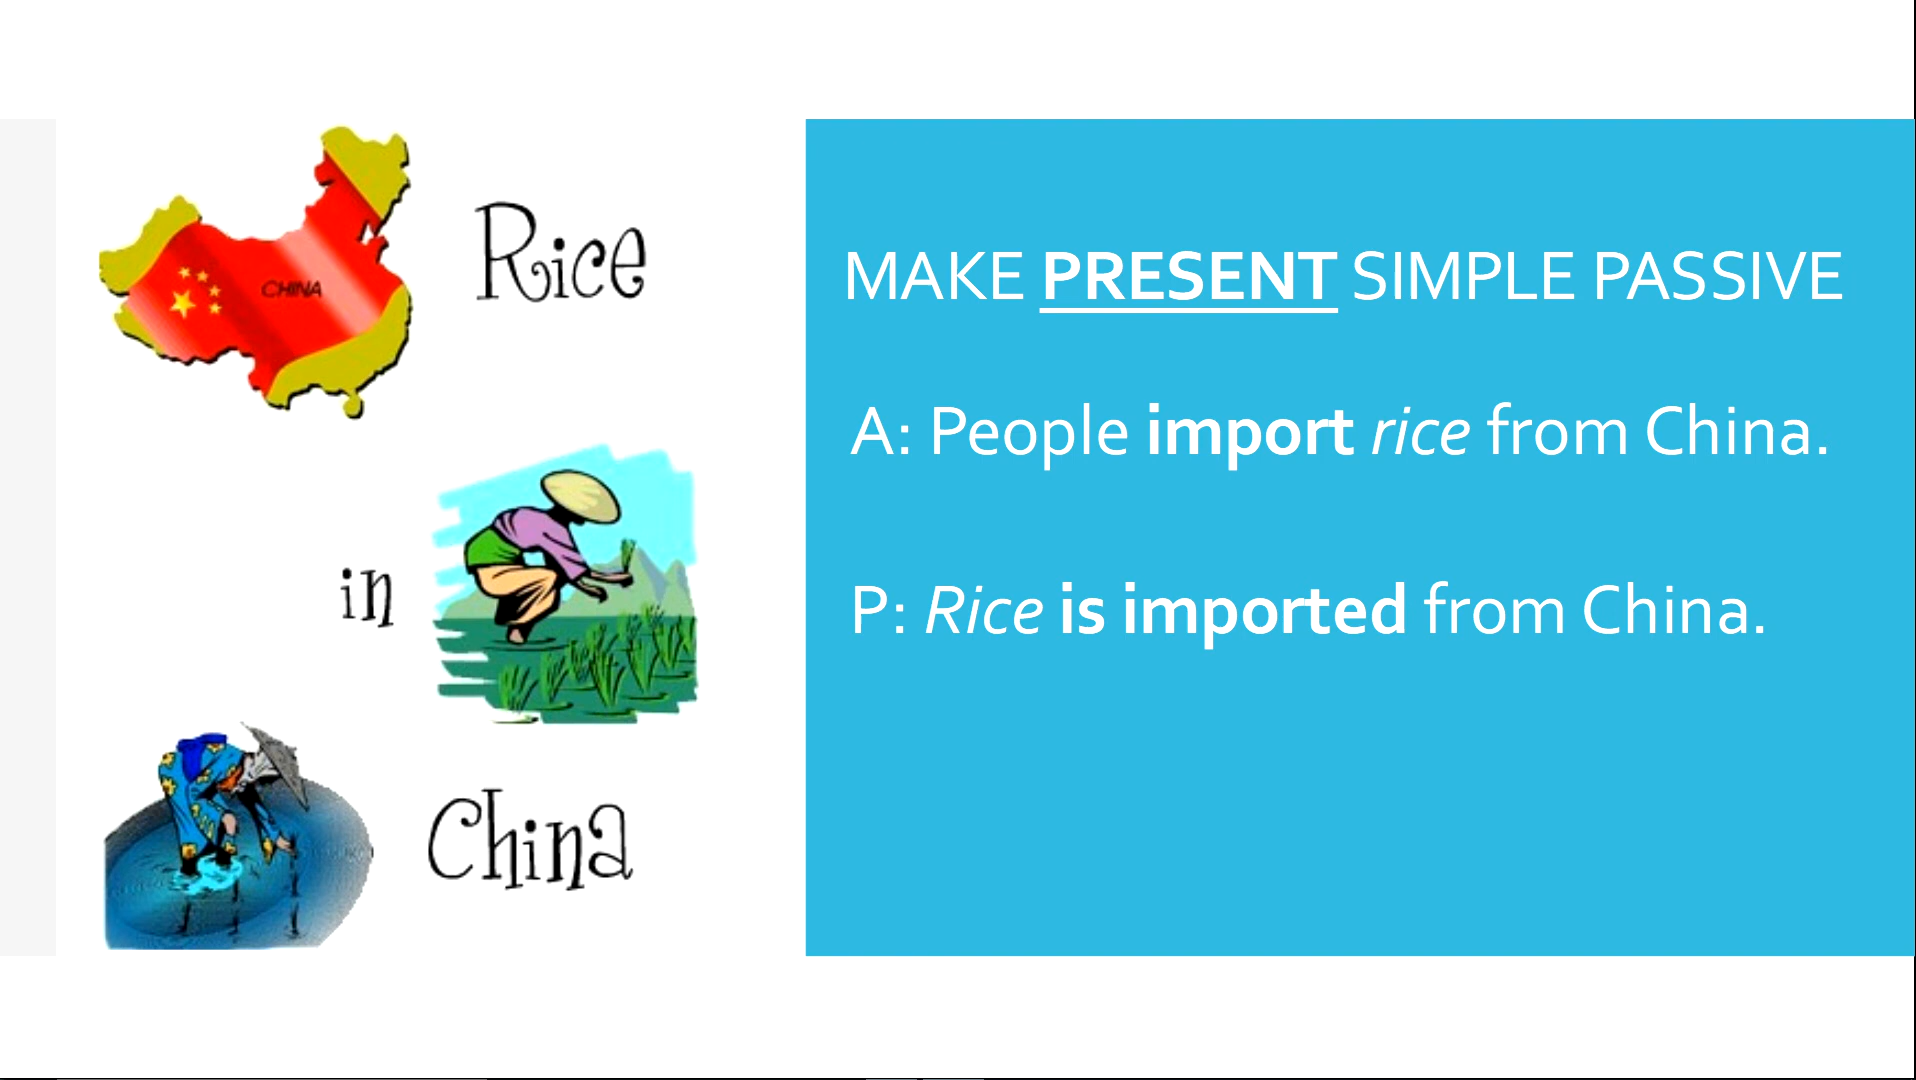 CHINA
Rice
in
China
MAKE PRESENT SIMPLE PASSIVE
A: People import rice from China.
P: Rice is imported from China.